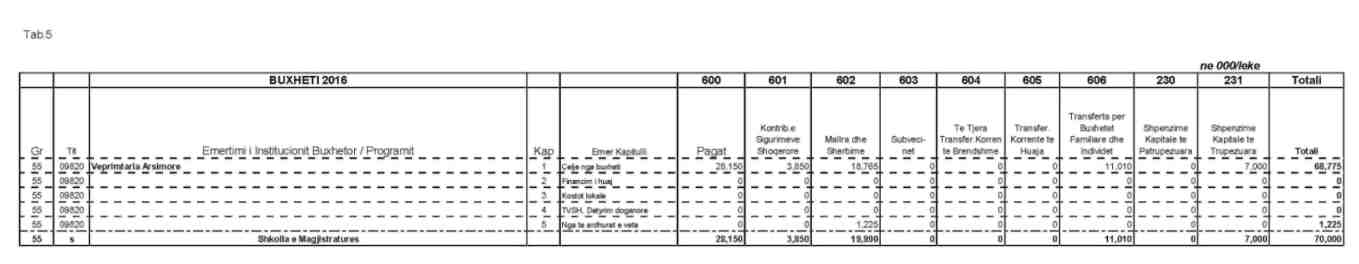 Tab.5
ne 000/leke
BUXHETI 2016 600 601 602 603 604 605 606 230 231 Totali
Gr Tit Emertimi i Institucionit Buxhetor / Programit Kap Emer Kapitulli Pagat Kontrib.e Sigurimeve Shoqerore Mallra dhe Sherbime Subvecionet Te Tjera Transfer.Korren te Brendshme Transfer. Korrente te Huaja Transferta per Buxhetet Familiare dhe Individet Shpenzime Kapitale te Patrupezuara Shpenzime Kapitale te Trupezuara Totali
55 09820 Veprimtaria Arsimore 1 Celje nga buxheti 28,150 3,850 18,765 0 0 0 11,010 0 7,000 68,775
55 09820 2 Financim i huaj 0 0 0 0 0 0 0 0 0 0
55 09820 3 Kostot lokale 0 0 0 0 0 0 0 0 0 0
55 09820 4 TVSH, Detyrim doganore 0 0 0 0 0 0 0 0 0 0
55 09820 5 Nga te ardhurat e veta 0 0 1,225 0 0 0 0 0 0 1,225
55 s Shkolla e Magjistratures 28,150 3,850 19,990 0 0 0 11,010 0 7,000 70,000